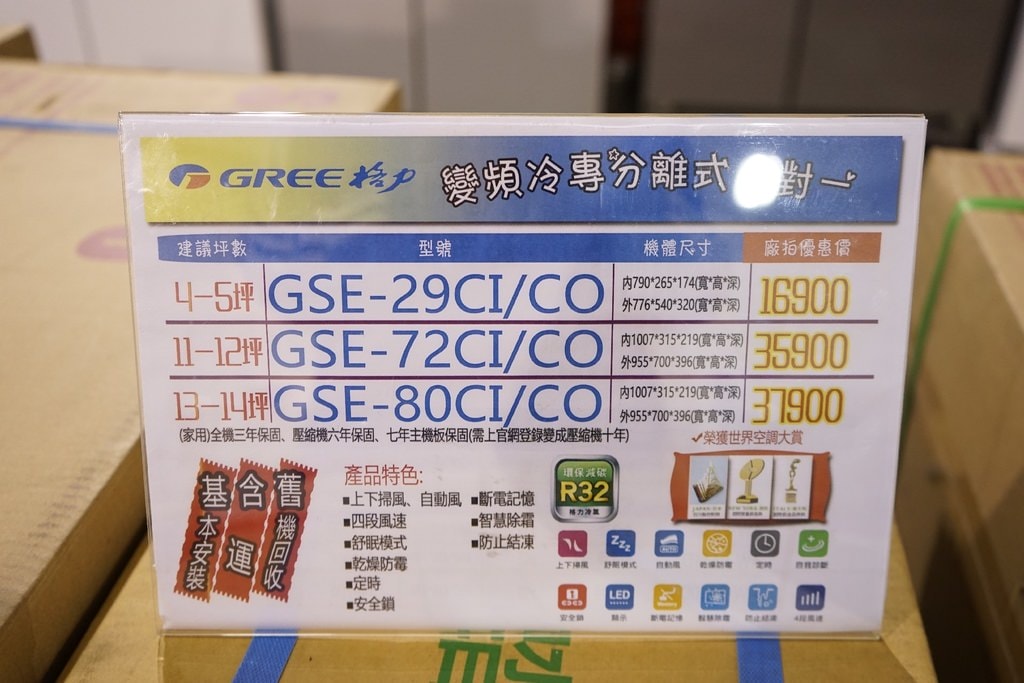 GREE 格力 變頻冷專分離式 對一
建議坪數 型號 機體尺寸 廠拍優惠價
4-5坪 GSE-29CI/CO 內790*265*174(寬*高*深) 外776*540*320(寬*高*深) 16900
11-12坪 GSE-72CI/CO 內1007*315*219(寬*高*深) 外955*700*396(寬*高*深) 35900
13-14坪 GSE-80CI/CO 內1007*315*219(寬*高*深) 外955*700*396(寬*高*深) 37900
(家用)全機三年保固、壓縮機六年保固、七年主機板保固(需上官網登錄變成壓縮機十年)
✓榮獲世界空調大賞
基本安裝
含運
舊機回收
產品特色:
■上下掃風、自動風 ■斷電記憶
■四段風速 ■智慧除霜
■舒眠模式 ■防止結凍
■乾燥防霉
■定時
■安全鎖
環保減碳
R32
格力冷氣
上下掃風 舒眠模式 自動風 乾燥防霉 定時 自我診斷
LED
安全鎖 顯示 斷電記憶 智慧除霜 防止結凍 4段風速